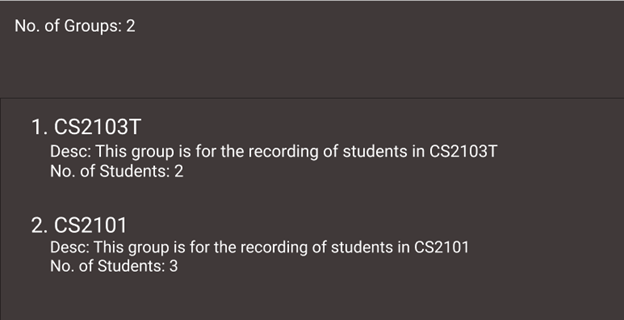 No. of Groups: 2
1. CS2103T
Desc: This group is for the recording of students in CS2103T
No. of Students: 2
2. CS2101
Desc: This group is for the recording of students in CS2101
No. of Students: 3